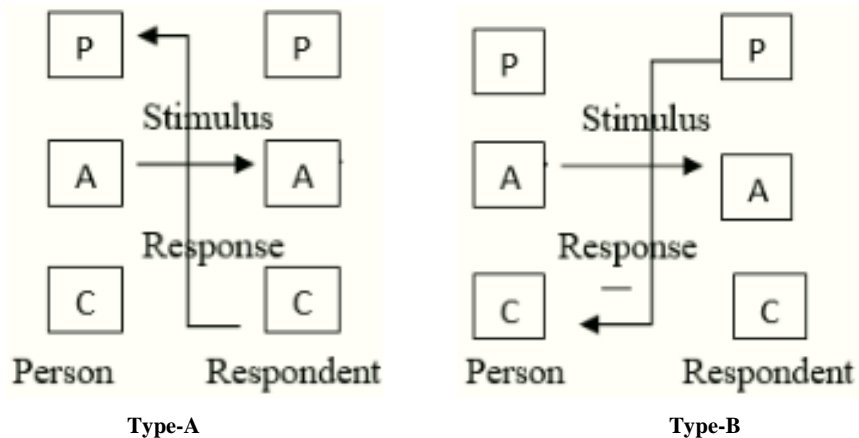 P P
Stimulus
A A
Response
C C
Person Respondent
Type-A
P P
Stimulus
A A
Response
C C
Person Respondent
Type-B